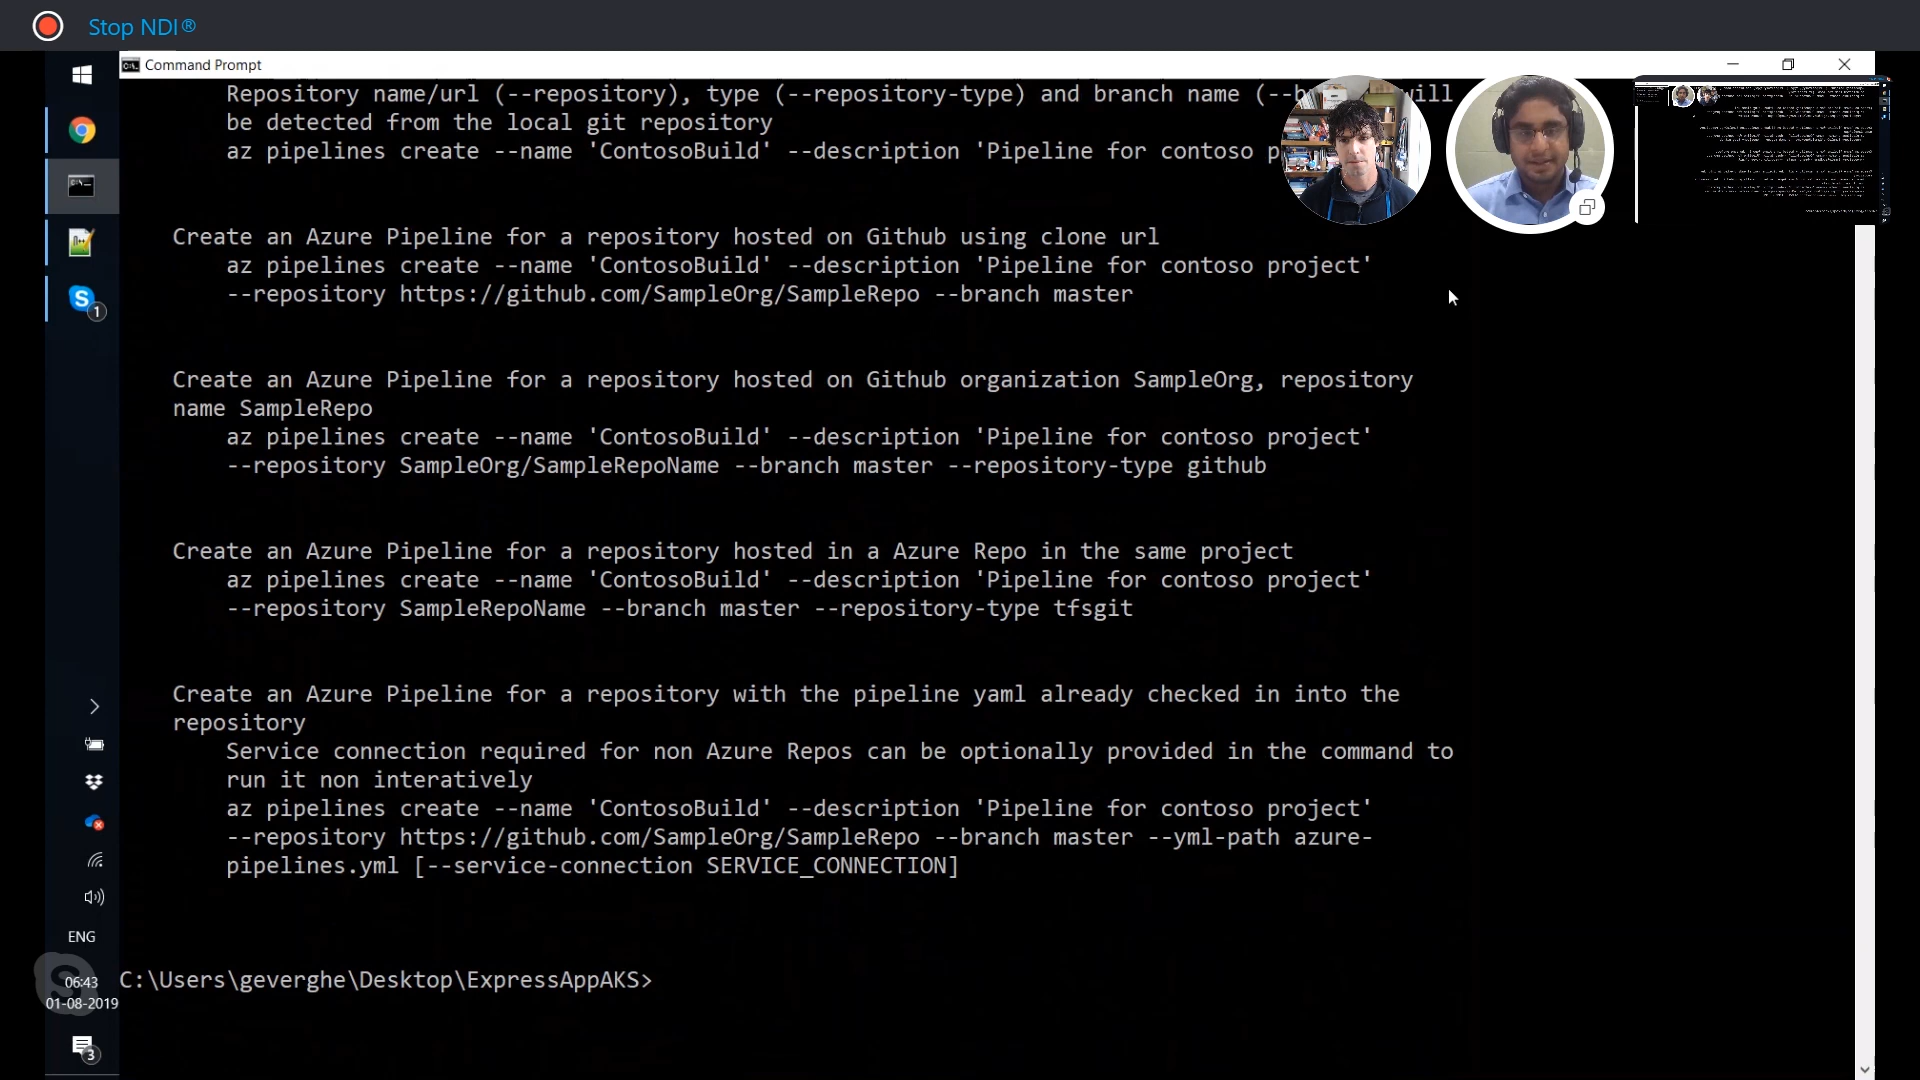 Stop NDI®
Command Prompt
Repository name/url (--repository), type (--repository-type) and branch name (--b will
be detected from the local git repository
az pipelines create --name 'ContosoBuild' --description 'Pipeline for contoso p
Create an Azure Pipeline for a repository hosted on Github using clone url
az pipelines create --name 'ContosoBuild' --description 'Pipeline for contoso project'
--repository https://github.com/SampleOrg/SampleRepo --branch master
Create an Azure Pipeline for a repository hosted on Github organization SampleOrg, repository
name SampleRepo
az pipelines create --name 'ContosoBuild' --description 'Pipeline for contoso project'
--repository SampleOrg/SampleRepoName --branch master --repository-type github
Create an Azure Pipeline for a repository hosted in a Azure Repo in the same project
az pipelines create --name 'ContosoBuild' --description 'Pipeline for contoso project'
--repository SampleRepoName --branch master --repository-type tfsgit
Create an Azure Pipeline for a repository with the pipeline yaml already checked in into the
repository
Service connection required for non Azure Repos can be optionally provided in the command to
run it non interatively
az pipelines create --name 'ContosoBuild' --description 'Pipeline for contoso project'
--repository https://github.com/SampleOrg/SampleRepo --branch master --yml-path azure-
pipelines.yml [--service-connection SERVICE_CONNECTION]
C:\Users\geverghe\Desktop\ExpressAppAKS>
1
ENG
06:43
01-08-2019
3